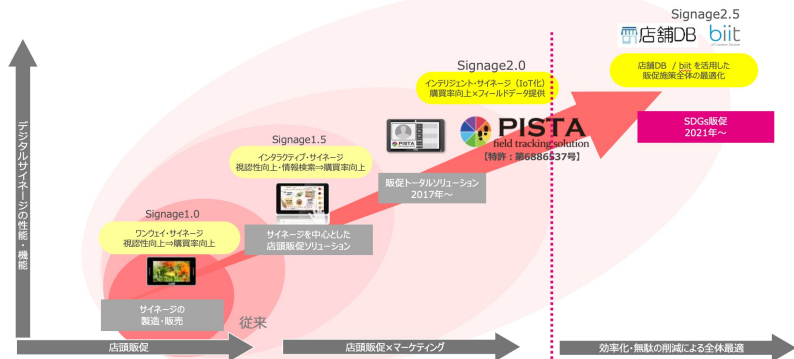 Signage2.5
店舗DB biit
Signage2.0
インテリジェント・サイネージ（IoT化）
購買率向上×フィールドデータ提供
店舗DB / biit を活用した
販促施策全体の最適化
PISTA
field tracking solution
【特許：第6886537号】
SDGs販促
2021年～
Signage1.5
インタラクティブ・サイネージ
視認性向上・情報検索⇒購買率向上
販促トータルソリューション
2017年～
Signage1.0
ワンウェイ・サイネージ
視認性向上⇒購買率向上
サイネージを中心とした
店頭販促ソリューション
サイネージの
製造・販売
従来
デジタルサイネージの性能・機能
店頭販促
店頭販促×マーケティング
効率化・無駄の削減による全体最適